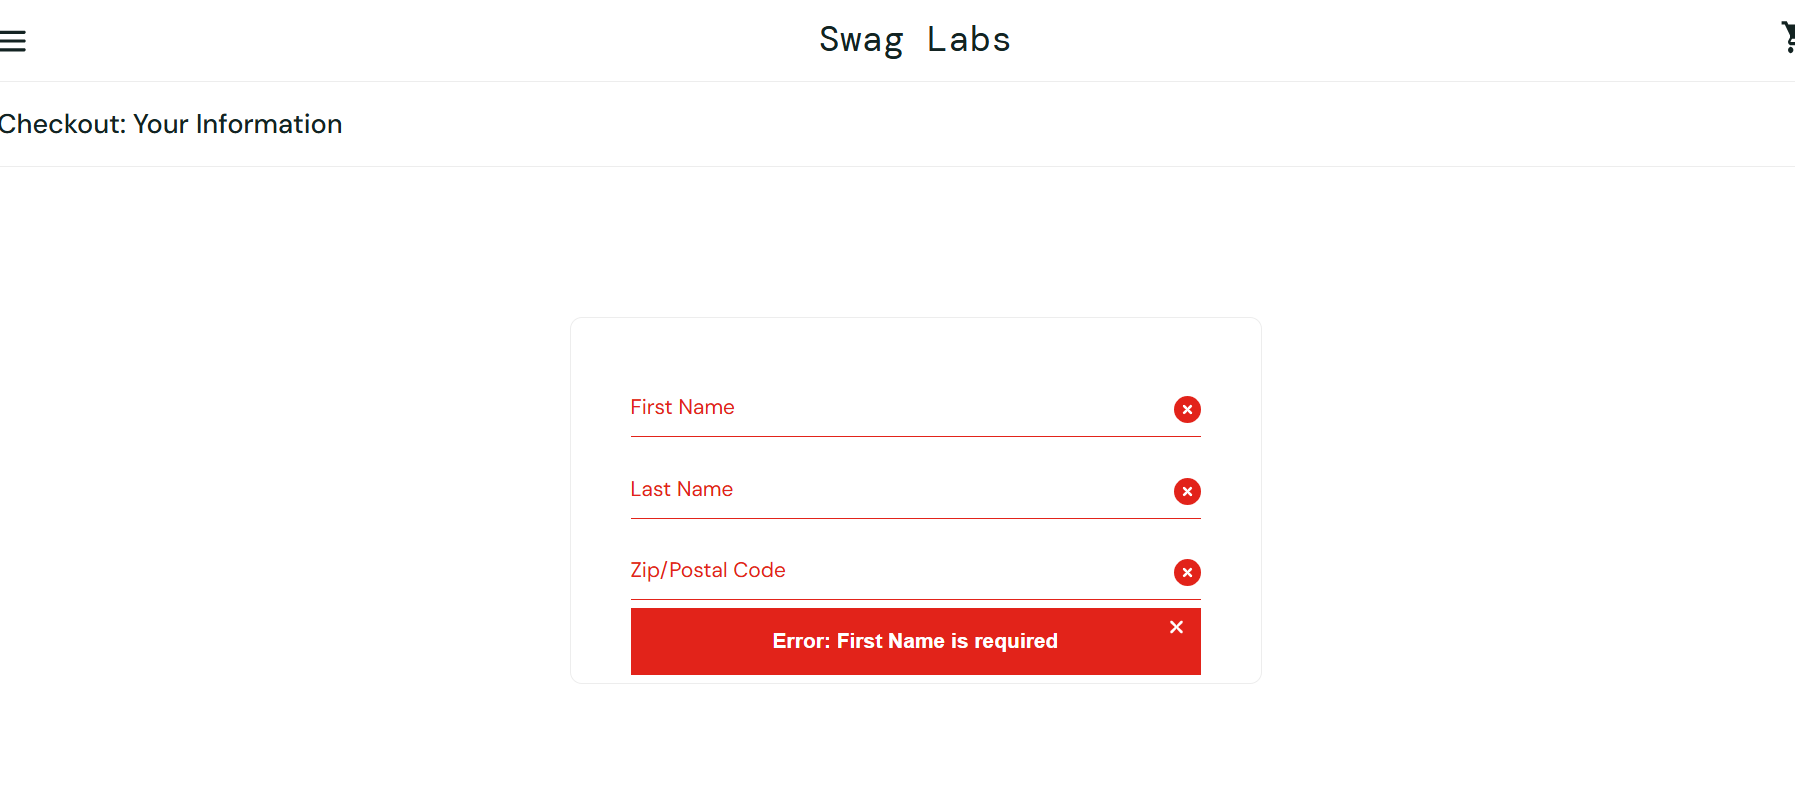 Swag Labs
Checkout: Your Information
First Name
Last Name
Zip/Postal Code
Error: First Name is required